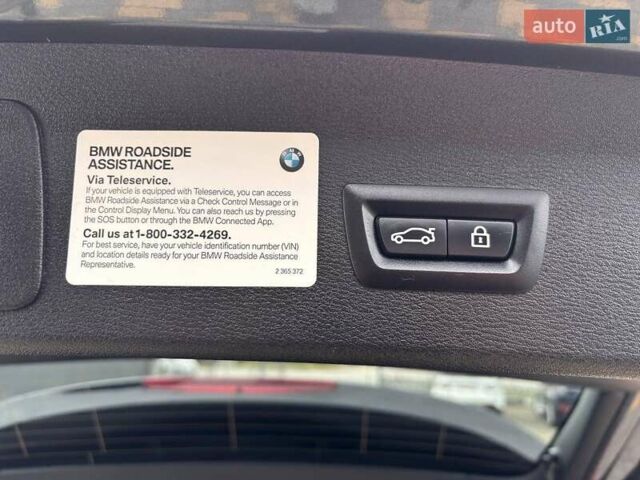 auto RIA.com
BMW ROADSIDE
ASSISTANCE.
Via Teleservice.
If your vehicle is equipped with Teleservice, you can access
BMW Roadside Assistance via a Check Control Message or in
the Control Display Menu. You can also reach us by pressing
the SOS button or through the BMW Connected App.
Call us at 1-800-332-4269.
For best service, have your vehicle identification number (VIN)
and location details ready for your BMW Roadside Assistance
Representative.
2 365 372